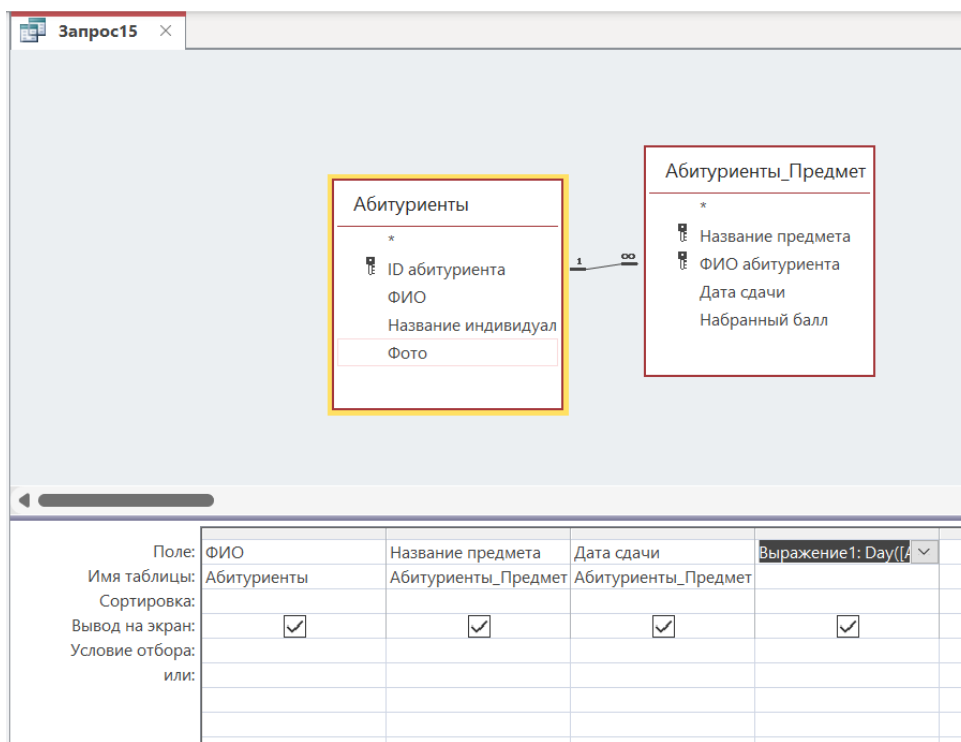 Запрос15
Абитуриенты
*
ID абитуриента
ФИО
Название индивидуал
Фото
1 ∞
Абитуриенты_Предмет
*
Название предмета
ФИО абитуриента
Дата сдачи
Набранный балл
Поле: ФИО Название предмета Дата сдачи Выражение1: Day([А
Имя таблицы: Абитуриенты Абитуриенты_Предмет Абитуриенты_Предмет
Сортировка:
Вывод на экран:
Условие отбора:
или: